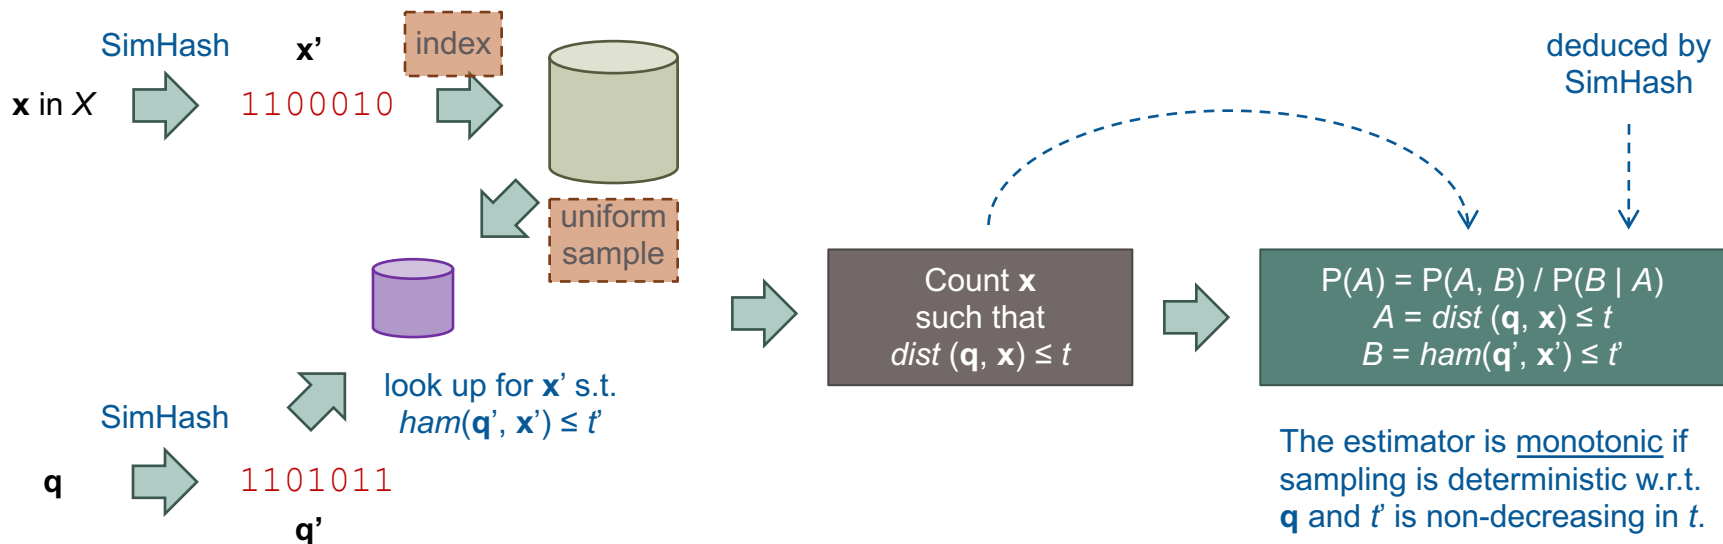 SimHash
x'
index
x in X
1100010
uniform
sample
look up for x' s.t.
ham(q', x') ≤ t'
SimHash
q
1101011
q'
Count x
such that
dist (q, x) ≤ t
deduced by
SimHash
P(A) = P(A, B) / P(B | A)
A = dist (q, x) ≤ t
B = ham(q', x') ≤ t'
The estimator is monotonic if
sampling is deterministic w.r.t.
q and t' is non-decreasing in t.